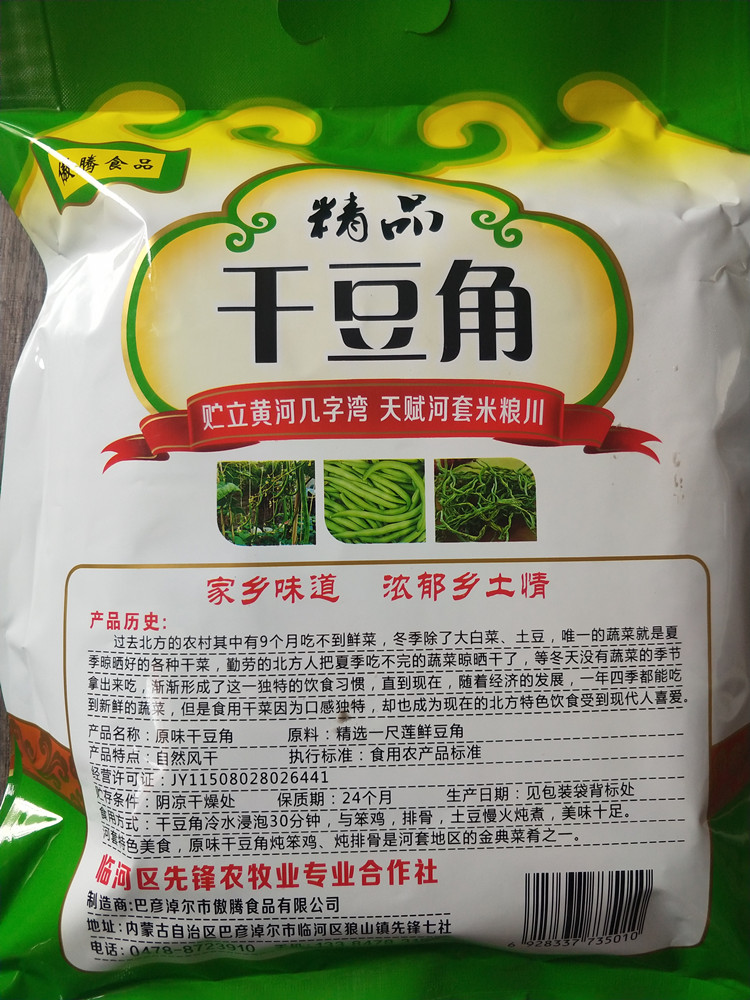 傲腾食品
精品
干豆角
贮立黄河几字湾 天赋河套米粮川
家乡味道 浓郁乡土情
产品历史:
过去北方的农村其中有9个月吃不到鲜菜，冬季除了大白菜、土豆，唯一的蔬菜就是夏
季晾晒好的各种干菜，勤劳的北方人把夏季吃不完的蔬菜晾晒干了，等冬天没有蔬菜的季节
拿出来吃，渐渐形成了这一独特的饮食习惯，直到现在，随着经济的发展，一年四季都能吃
到新鲜的蔬菜，但是食用干菜因为口感独特，却也成为现在的北方特色饮食受到现代人喜爱。
产品名称：原味干豆角 原料：精选一尺莲鲜豆角
产品特点：自然风干 执行标准：食用农产品标准
经营许可证：JY11508028026441
贮存条件：阴凉干燥处 保质期：24个月 生产日期：见包装袋背标处
食用方式：干豆角冷水浸泡30分钟，与笨鸡，排骨，土豆慢火炖煮，美味十足。
河套特色美食，原味干豆角炖笨鸡、炖排骨是河套地区的金典菜肴之一。
临河区先锋农牧业专业合作社
制造商:巴彦淖尔市傲腾食品有限公司
地址:内蒙古自治区巴彦淖尔市临河区狼山镇先锋七社
电话:0478-8723910
6 928337 735010